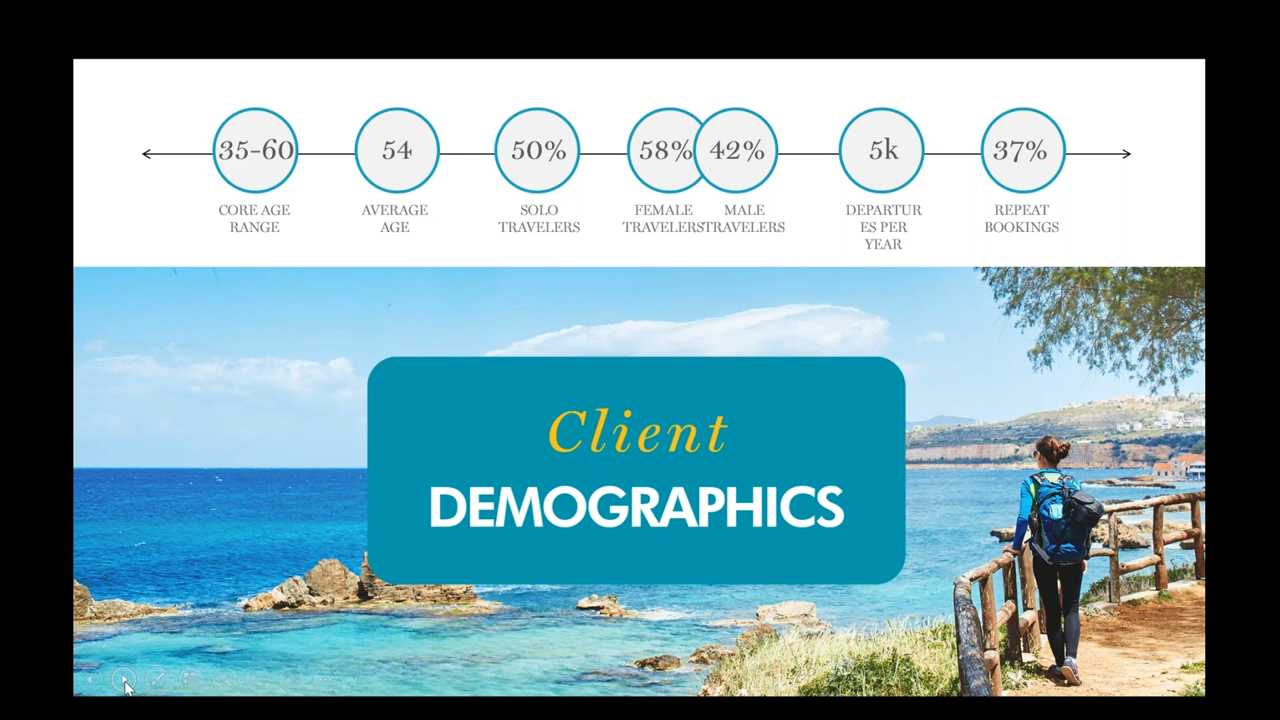 35-60
54
50%
58%
42%
5k
37%
CORE AGE
RANGE
AVERAGE
AGE
SOLO
TRAVELERS
FEMALE
TRAVELERS
MALE
TRAVELERS
DEPARTUR
ES PER
YEAR
REPEAT
BOOKINGS
Client
DEMOGRAPHICS